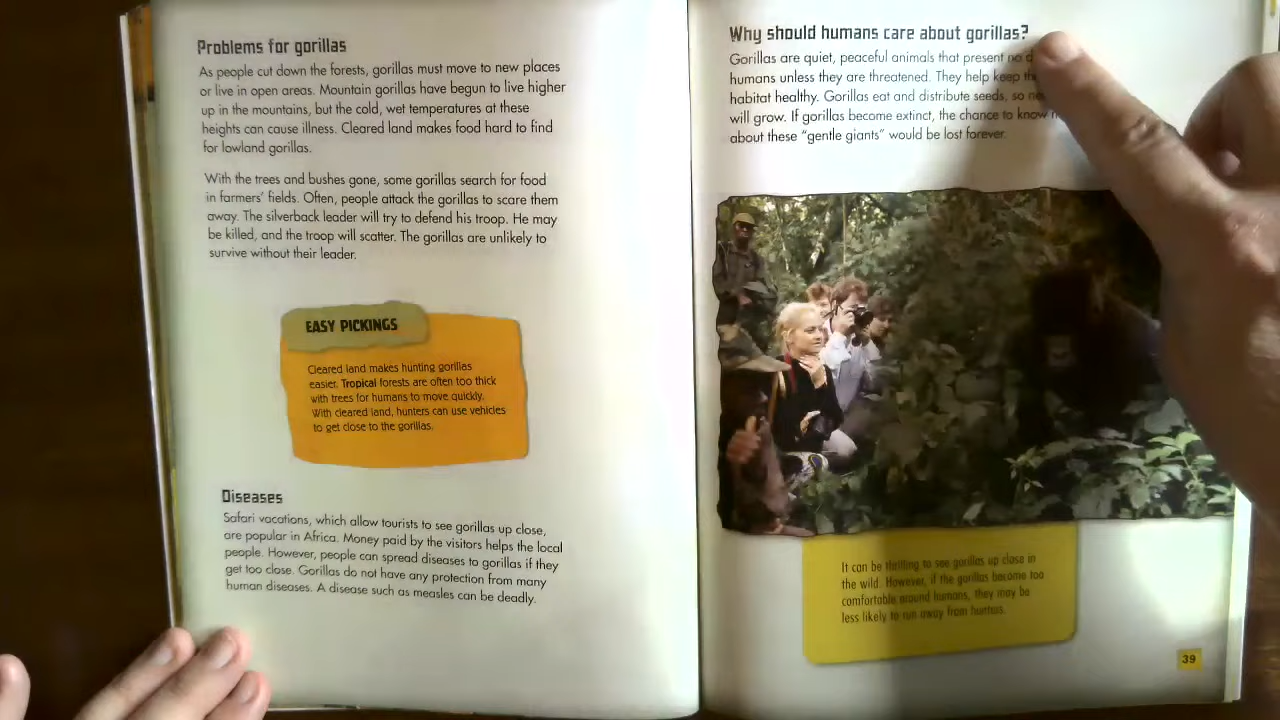 Problems for gorillas
As people cut down the forests, gorillas must move to new places
or live in open areas. Mountain gorillas have begun to live higher
up in the mountains, but the cold, wet temperatures at these
heights can cause illness. Cleared land makes food hard to find
for lowland gorillas.
With the trees and bushes gone, some gorillas search for food
in farmers' fields. Often, people attack the gorillas to scare them
away. The silverback leader will try to defend his troop. He may
be killed, and the troop will scatter. The gorillas are unlikely to
survive without their leader.
EASY PICKINGS
Cleared land makes hunting gorillas
easier. Tropical forests are often too thick
with trees for humans to move quickly.
With cleared land, hunters can use vehicles
to get close to the gorillas.
Diseases
Safari vacations, which allow tourists to see gorillas up close,
are popular in Africa. Money paid by the visitors helps the local
people. However, people can spread diseases to gorillas if they
get too close. Gorillas do not have any protection from many
human diseases. A disease such as measles can be deadly.
Why should humans care about gorillas?
Gorillas are quiet, peaceful animals that present no
humans unless they are threatened. They help keep
habitat healthy. Gorillas eat and distribute seeds, so
will grow. If gorillas become extinct, the chance to know
about these "gentle giants" would be lost forever.
It can be thrilling to see gorillas up close in
the wild. However, if the gorillas become too
comfortable around humans, they may be
less likely to run away from hunters.
39